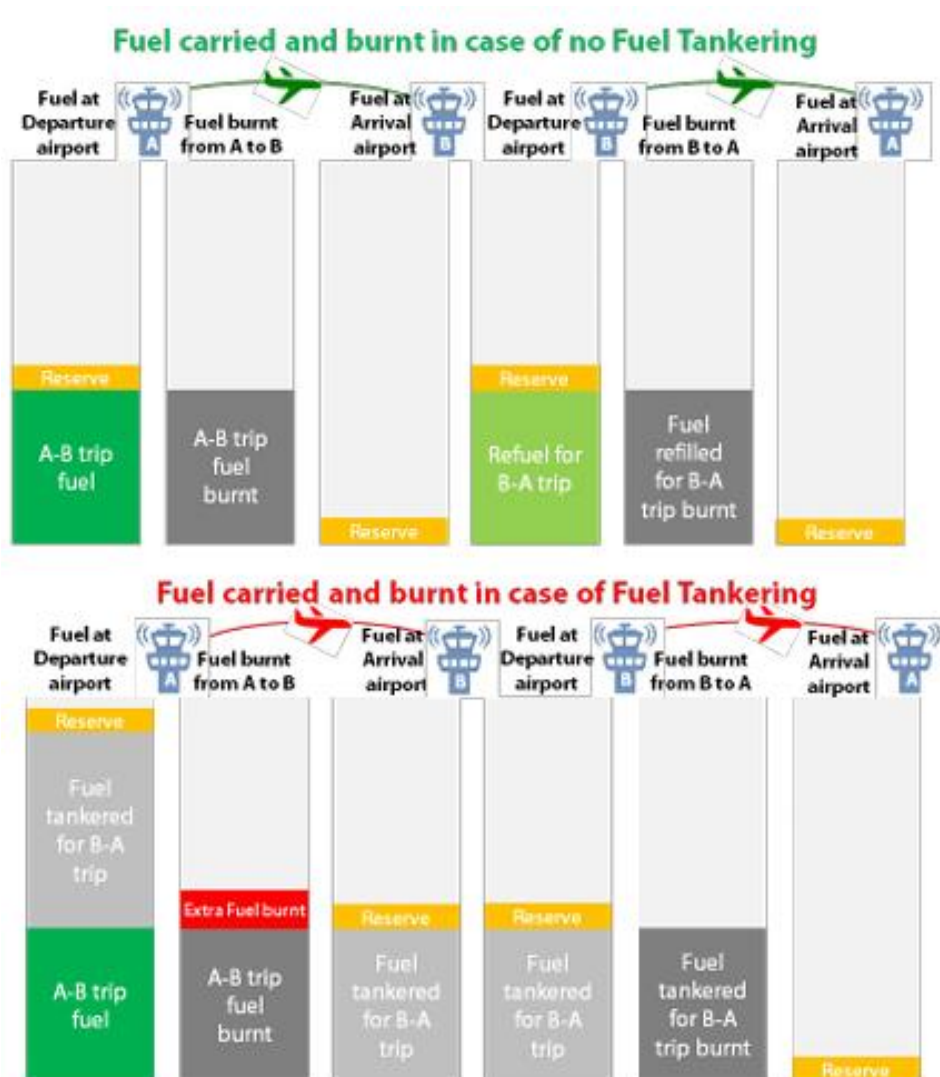 Fuel carried and burnt in case of no Fuel Tankering
Fuel at
Departure
airport
A
Fuel burnt
from A to B
Fuel at
Arrival
airport
B
Fuel at
Departure
airport
B
Fuel burnt
from B to A
Fuel at
Arrival
airport
A
Reserve
A-B trip
fuel
A-B trip
fuel
burnt
Reserve
Reserve
Refuel for
B-A trip
Fuel
refilled
for B-A
trip burnt
Reserve
Fuel carried and burnt in case of Fuel Tankering
Fuel at
Departure
airport
A
Fuel burnt
from A to B
Fuel at
Arrival
airport
B
Fuel at
Departure
airport
B
Fuel burnt
from B to A
Fuel at
Arrival
airport
A
Reserve
Fuel
tankered
for B-A
trip
A-B trip
fuel
Extra Fuel burnt
A-B trip
fuel
burnt
Reserve
Fuel
tankered
for B-A
trip
Reserve
Fuel
tankered
for B-A
trip
Fuel
tankered
for B-A
trip burnt
Reserve